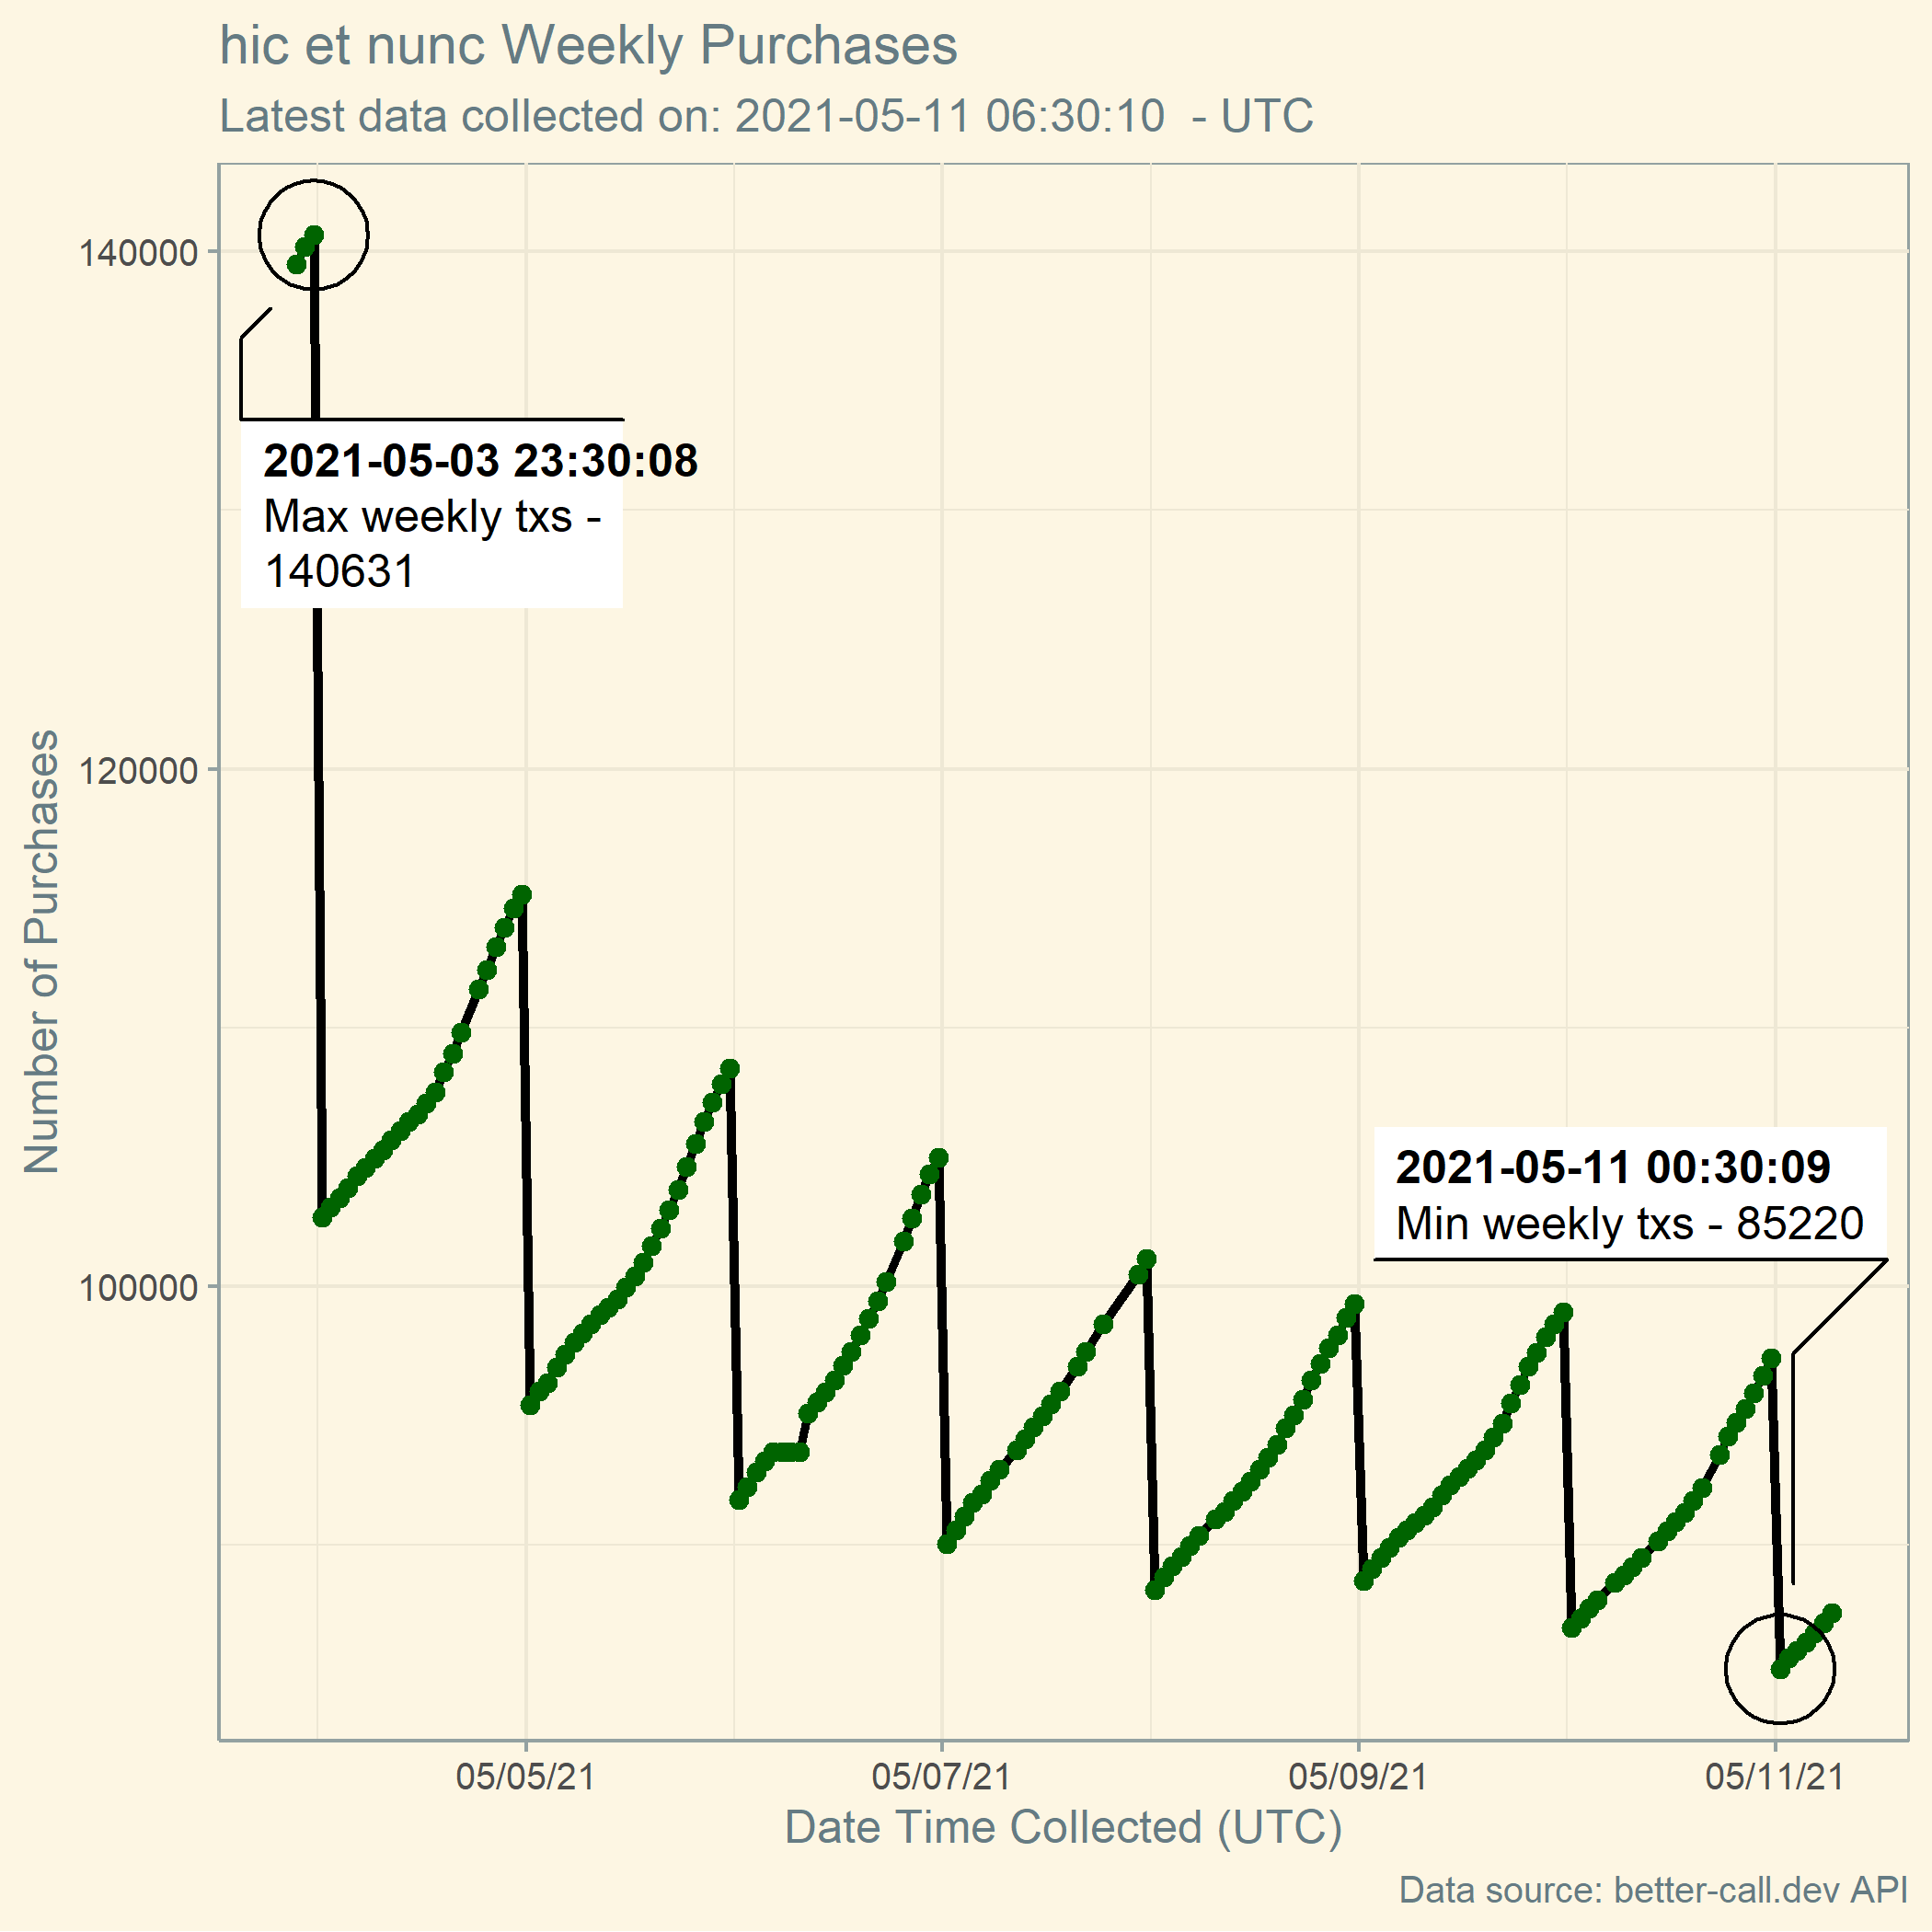 hic et nunc Weekly Purchases
Latest data collected on: 2021-05-11 06:30:10  - UTC
140000
2021-05-03 23:30:08
Max weekly txs -
140631
120000
Number of Purchases
2021-05-11 00:30:09
Min weekly txs - 85220
100000
05/05/21 05/07/21 05/09/21 05/11/21
Date Time Collected (UTC)
Data source: better-call.dev API